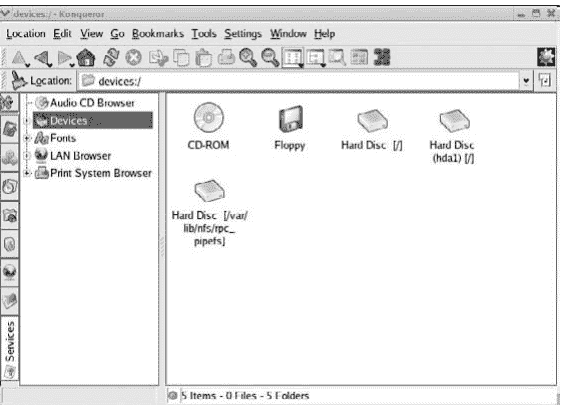 devices:/ - Konqueror
Location Edit View Go Bookmarks Tools Settings Window Help
Location: devices:/
Audio CD Browser
Devices
Fonts
LAN Browser
Print System Browser
Services
CD-ROM
Floppy
Hard Disc [/]
Hard Disc
(hda1) [/]
Hard Disc [/var/
lib/nfs/rpc_
pipefs]
5 Items - 0 Files - 5 Folders